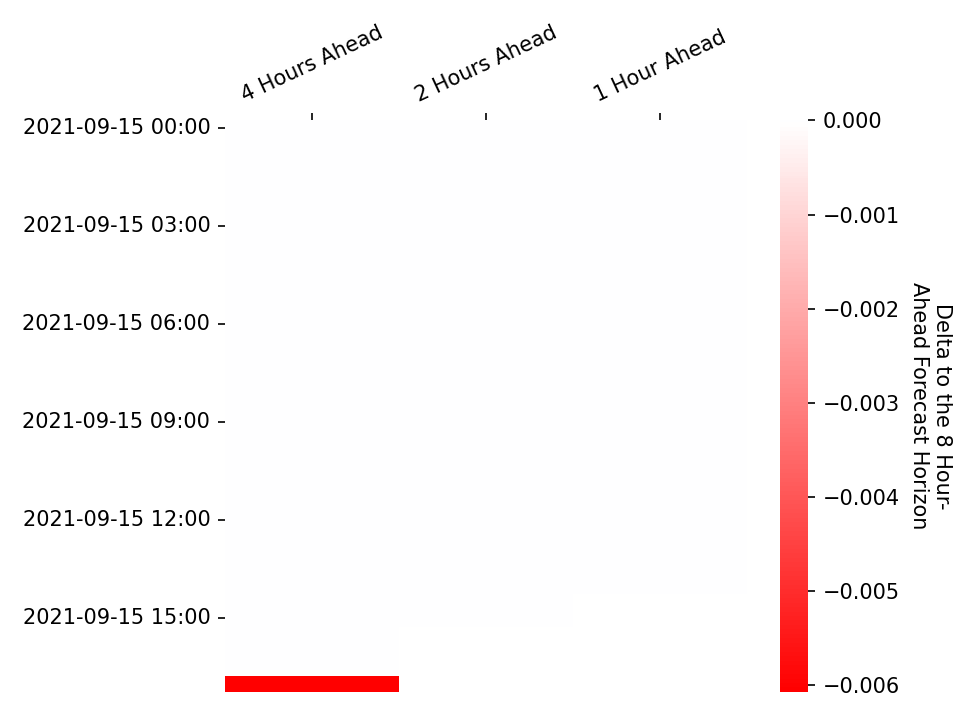 4 Hours Ahead
2 Hours Ahead
1 Hour Ahead
2021-09-15 00:00
2021-09-15 03:00
2021-09-15 06:00
2021-09-15 09:00
2021-09-15 12:00
2021-09-15 15:00
0.000
−0.001
−0.002
−0.003
−0.004
−0.005
−0.006
Delta to the 8 Hour-
Ahead Forecast Horizon